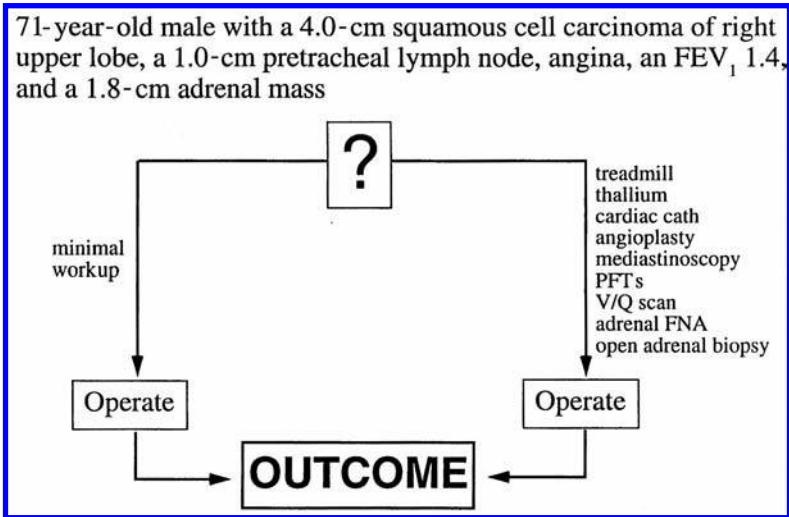 71-year-old male with a 4.0-cm squamous cell carcinoma of right
upper lobe, a 1.0-cm pretracheal lymph node, angina, an FEV₁ 1.4,
and a 1.8-cm adrenal mass
?
minimal
workup
treadmill
thallium
cardiac cath
angioplasty
mediastinoscopy
PFTs
V/Q scan
adrenal FNA
open adrenal biopsy
Operate
Operate
OUTCOME